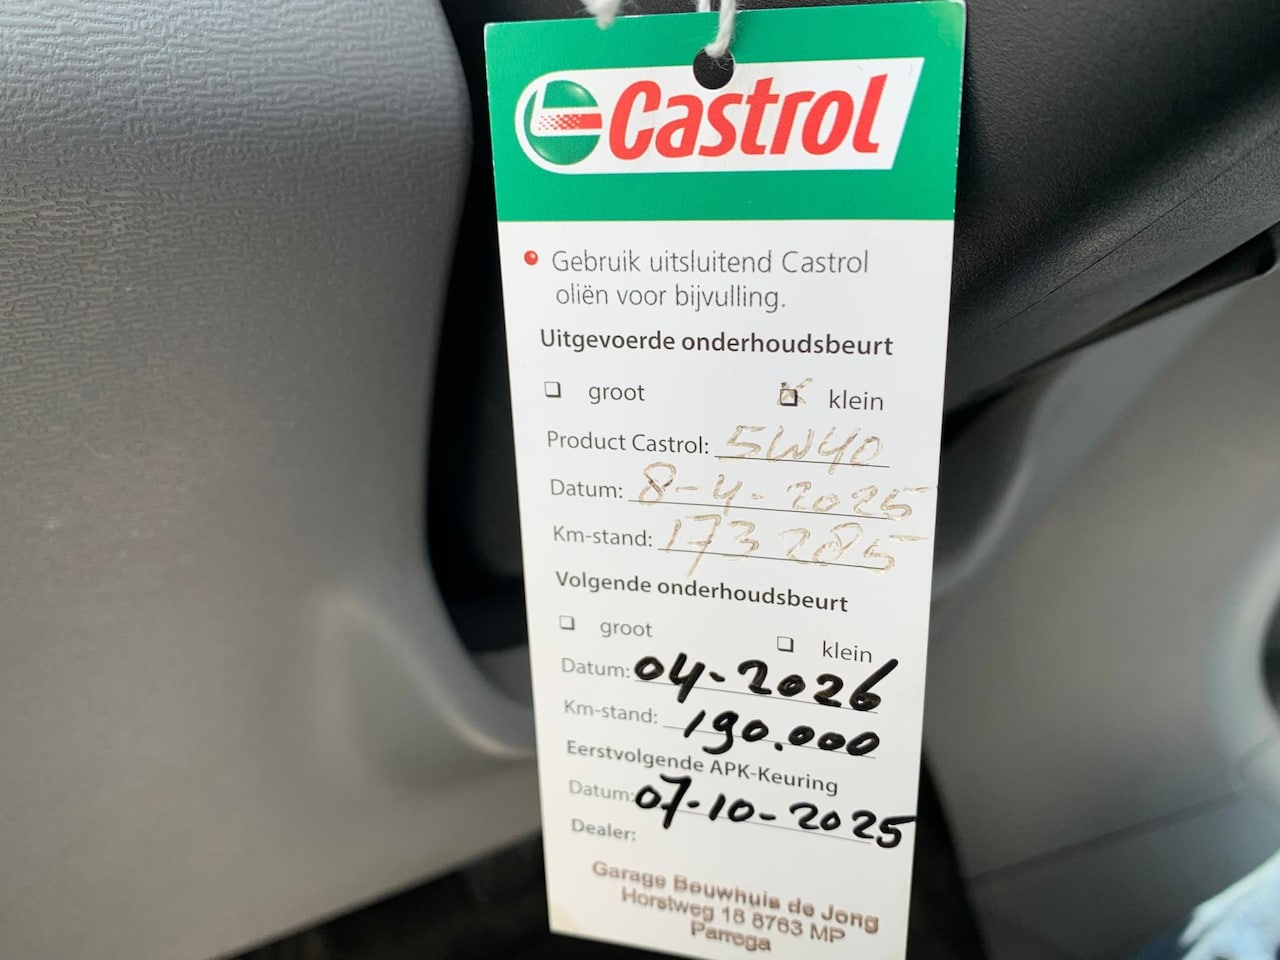 Castrol
Gebruik uitsluitend Castrol
oliën voor bijvulling.
Uitgevoerde onderhoudsbeurt
groot klein
Product Castrol: 5W40
Datum: 8-4-2025
Km-stand: 173285
Volgende onderhoudsbeurt
groot klein
Datum: 04-2026
Km-stand: 190.000
Eerstvolgende APK-Keuring
Datum: 07-10-2025
Dealer:
Garage Bouwhuis de Jong
Horstweg 18 8763 MP
Parrega